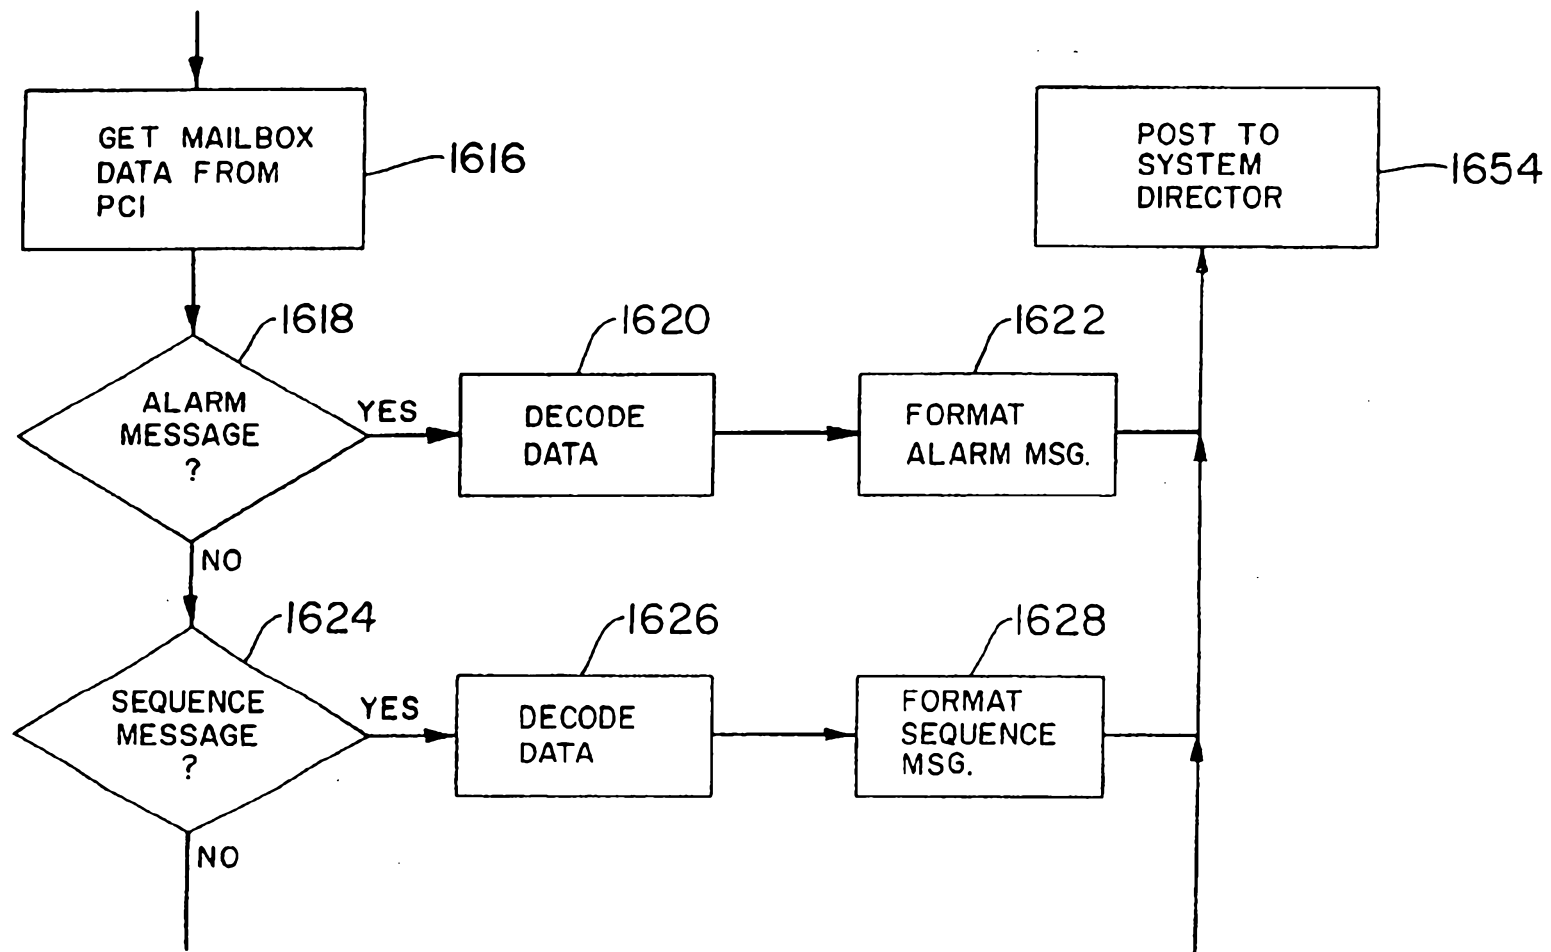 GET MAILBOX
DATA FROM
PCI
1616
POST TO
SYSTEM
DIRECTOR
1654
1618
ALARM
MESSAGE
?
YES
1620
DECODE
DATA
1622
FORMAT
ALARM MSG.
NO
1624
SEQUENCE
MESSAGE
?
YES
1626
DECODE
DATA
1628
FORMAT
SEQUENCE
MSG.
NO